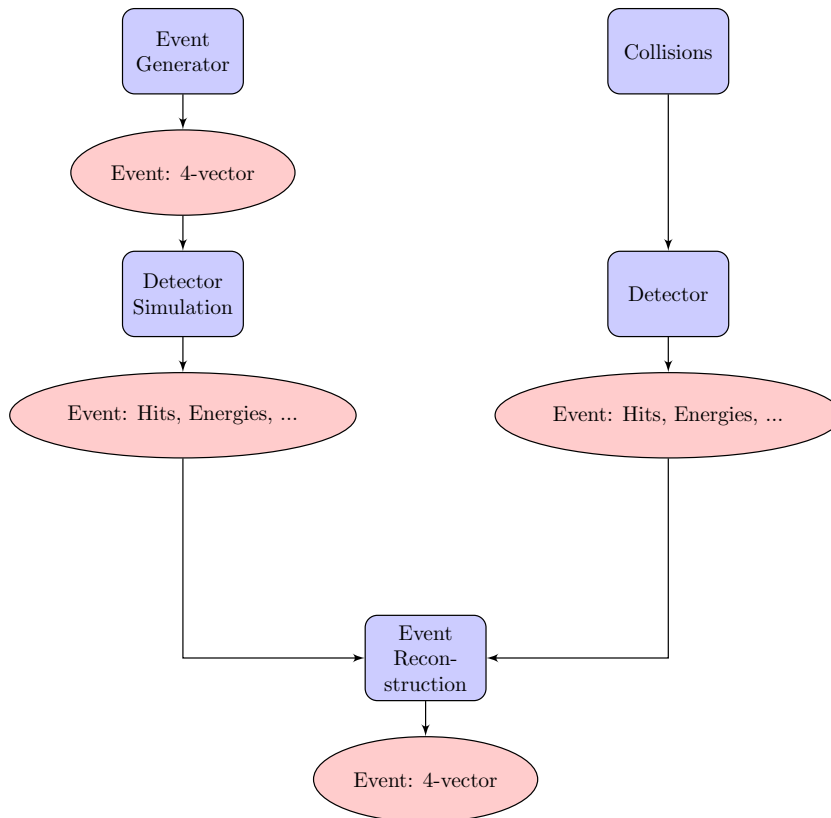 Event
Generator
Collisions
Event: 4-vector
Detector
Simulation
Detector
Event: Hits, Energies, ...
Event: Hits, Energies, ...
Event
Recon-
struction
Event: 4-vector